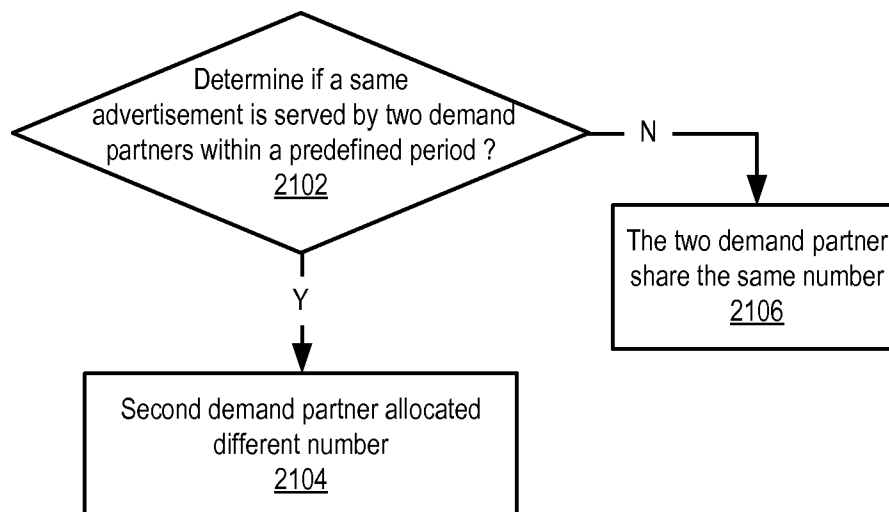 Determine if a same
advertisement is served by two demand
partners within a predefined period ?
2102
N
The two demand partner
share the same number
2106
Y
Second demand partner allocated
different number
2104